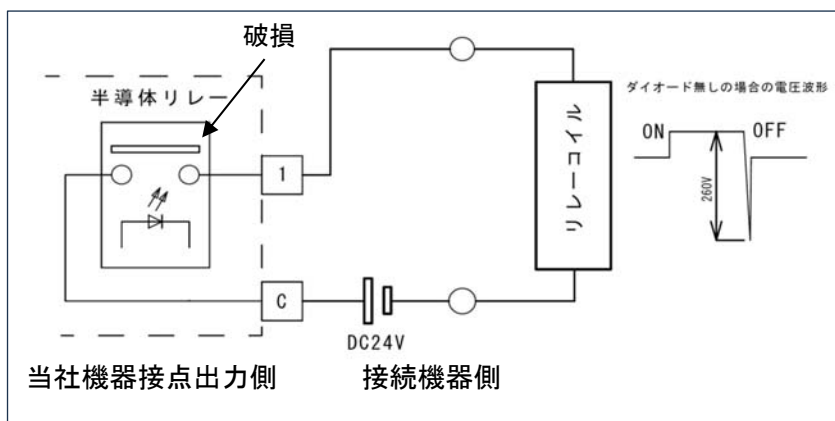 破損
半導体リレー
ダイオード無しの場合の電圧波形
ON
OFF
260V
リレーコイル
1
C
DC24V
当社機器接点出力側
接続機器側